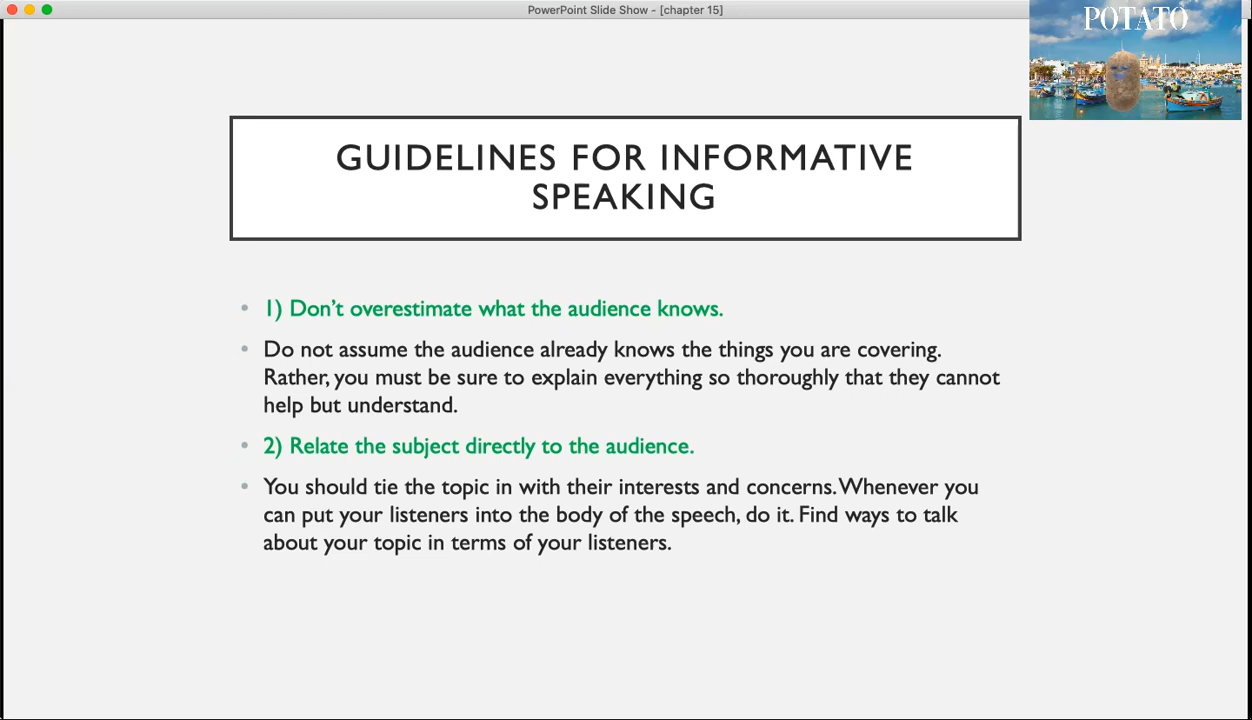 PowerPoint Slide Show - [chapter 15]
POTATO
GUIDELINES FOR INFORMATIVE
SPEAKING
• 1) Don't overestimate what the audience knows.
• Do not assume the audience already knows the things you are covering.
Rather, you must be sure to explain everything so thoroughly that they cannot
help but understand.
• 2) Relate the subject directly to the audience.
• You should tie the topic in with their interests and concerns. Whenever you
can put your listeners into the body of the speech, do it. Find ways to talk
about your topic in terms of your listeners.